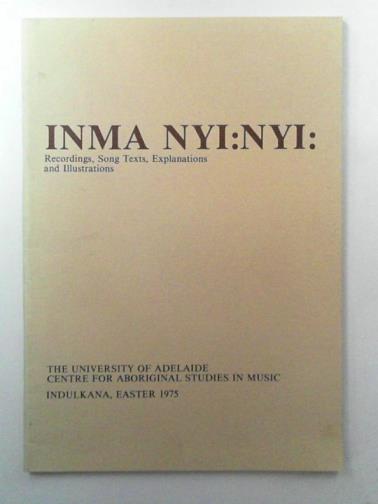 INMA NYI:NYI:
Recordings, Song Texts, Explanations
and Illustrations
THE UNIVERSITY OF ADELAIDE
CENTRE FOR ABORIGINAL STUDIES IN MUSIC
INDULKANA, EASTER 1975